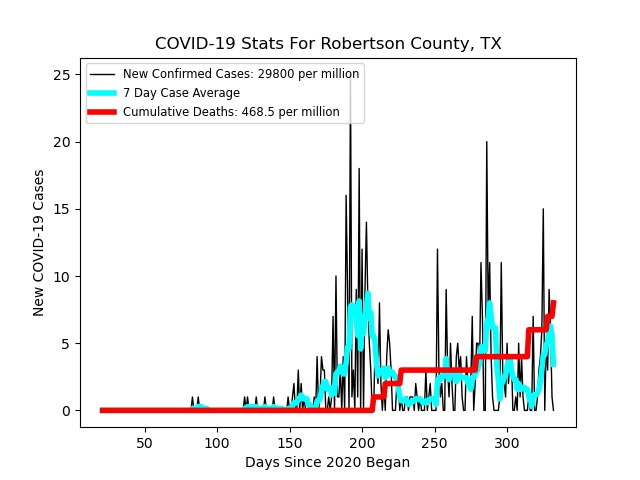 COVID-19 Stats For Robertson County, TX
New Confirmed Cases: 29800 per million
7 Day Case Average
Cumulative Deaths: 468.5 per million
New COVID-19 Cases
25
20
15
10
5
0
50 100 150 200 250 300
Days Since 2020 Began